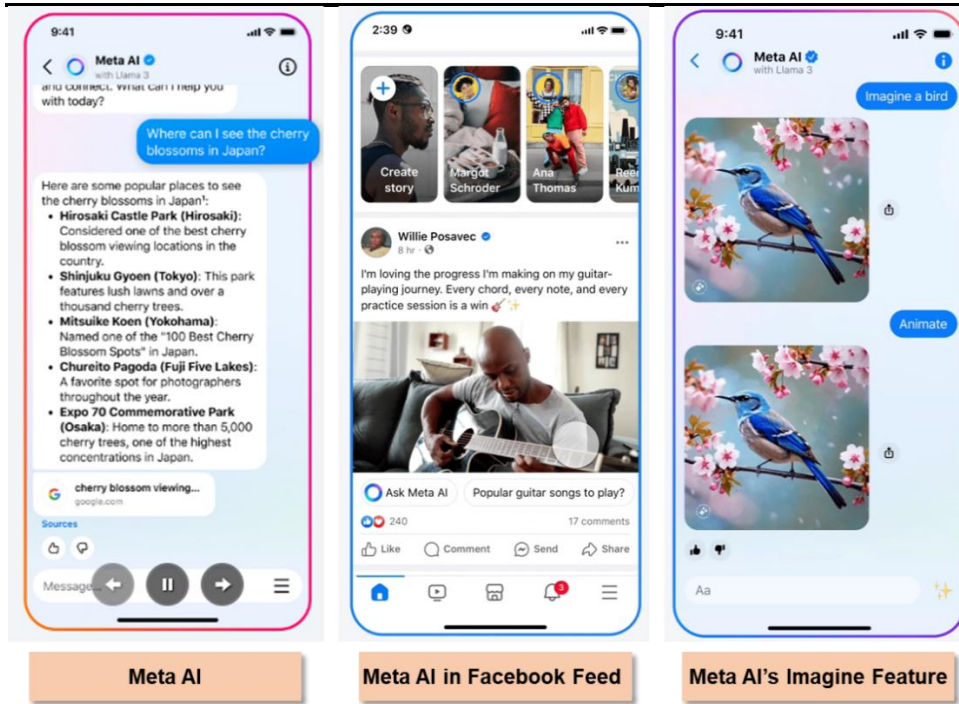 9:41
Meta AI
with Llama 3
and connect. What can I help you
with today?
Where can I see the cherry
blossoms in Japan?
Here are some popular places to see
the cherry blossoms in Japan¹:
• Hirosaki Castle Park (Hirosaki):
Considered one of the best cherry
blossom viewing locations in the
country.
• Shinjuku Gyoen (Tokyo): This park
features lush lawns and over a
thousand cherry trees.
• Mitsuike Koen (Yokohama):
Named one of the "100 Best Cherry
Blossom Spots" in Japan.
• Chureito Pagoda (Fuji Five Lakes):
A favorite spot for photographers
throughout the year.
• Expo 70 Commemorative Park
(Osaka): Home to more than 5,000
cherry trees, one of the highest
concentrations in Japan.
cherry blossom viewing...
google.com
Sources
Message...
Meta AI
2:39
Create
story
Margot
Schroder
Ana
Thomas
Reen
Kum
Willie Posavec
8 hr
I'm loving the progress I'm making on my guitar-
playing journey. Every chord, every note, and every
practice session is a win 🎸✨
Ask Meta AI
Popular guitar songs to play?
240
17 comments
Like
Comment
Send
Share
3
Meta AI in Facebook Feed
9:41
Meta AI
with Llama 3
Imagine a bird
Animate
Aa
Meta AI's Imagine Feature